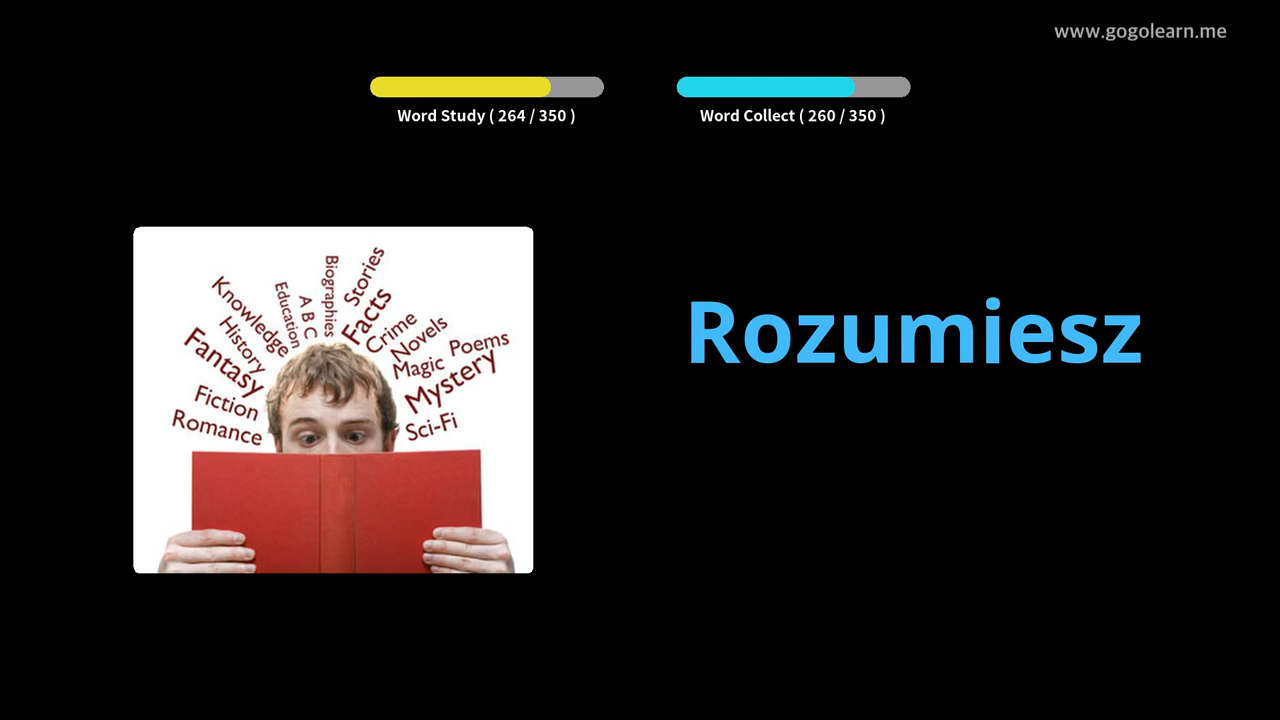 www.gogolearn.me
Word Study ( 264 / 350 )
Word Collect ( 260 / 350 )
Rozumiesz
Biographies
Stories
Education
A B C
Facts
Knowledge
Crime
Novels
History
Poems
Fantasy
Magic
Mystery
Fiction
Romance
Sci-Fi